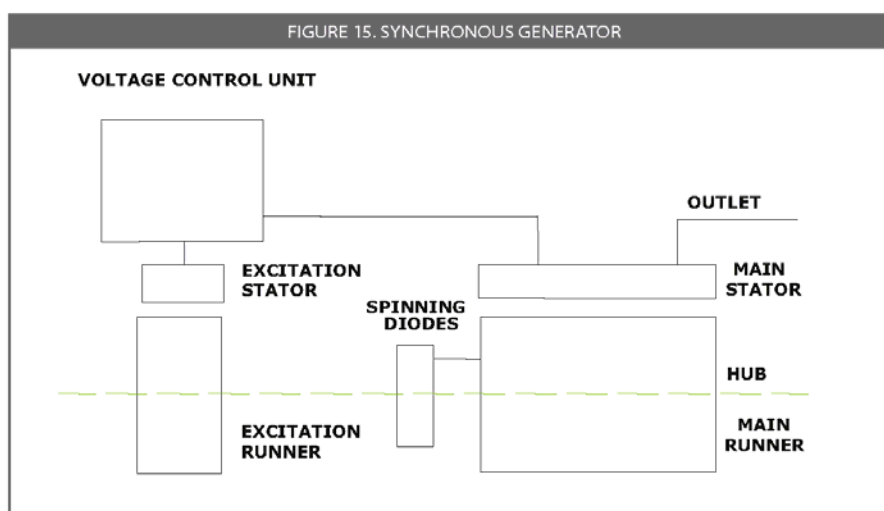 FIGURE 15. SYNCHRONOUS GENERATOR
VOLTAGE CONTROL UNIT
OUTLET
EXCITATION
STATOR
MAIN
STATOR
SPINNING
DIODES
HUB
EXCITATION
RUNNER
MAIN
RUNNER